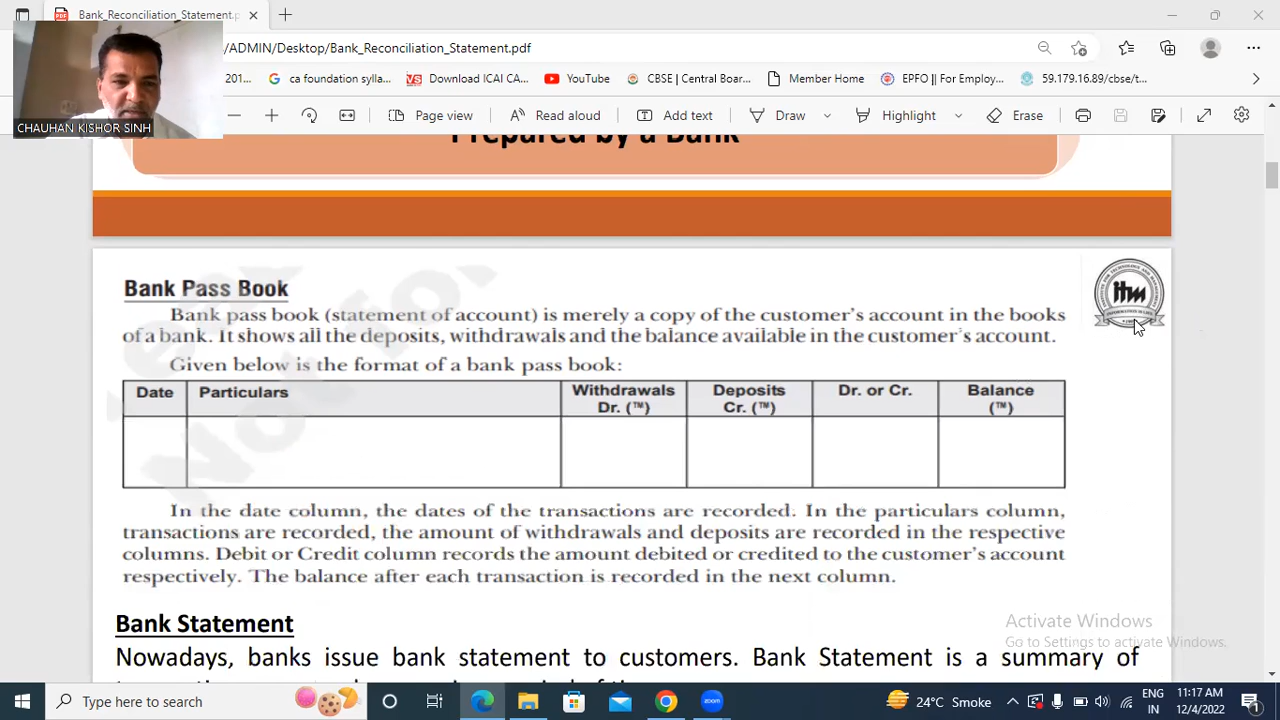 Bank_Reconciliation_Statement.p
/ADMIN/Desktop/Bank_Reconciliation_Statement.pdf
201...
ca foundation sylla...
Download ICAI CA...
YouTube
CBSE | Central Boar...
Member Home
EPFO || For Employ...
59.179.16.89/cbse/t...
Page view
Read aloud
Add text
Draw
Highlight
Erase
CHAUHAN KISHOR SINH
Prepared by a Bank
Bank Pass Book
itm
Bank pass book (statement of account) is merely a copy of the customer's account in the books
of a bank. It shows all the deposits, withdrawals and the balance available in the customer's account.
Given below is the format of a bank pass book:
Date Particulars Withdrawals Deposits Dr. or Cr. Balance
Dr. (™) Cr. (™) (™)
Not for
In the date column, the dates of the transactions are recorded. In the particulars column,
transactions are recorded, the amount of withdrawals and deposits are recorded in the respective
columns. Debit or Credit column records the amount debited or credited to the customer's account
respectively. The balance after each transaction is recorded in the next column.
Bank Statement
Nowadays, banks issue bank statement to customers. Bank Statement is a summary of
Activate Windows
Go to Settings to activate Windows.
Type here to search
24°C Smoke
ENG
IN
11:17 AM
12/4/2022
1